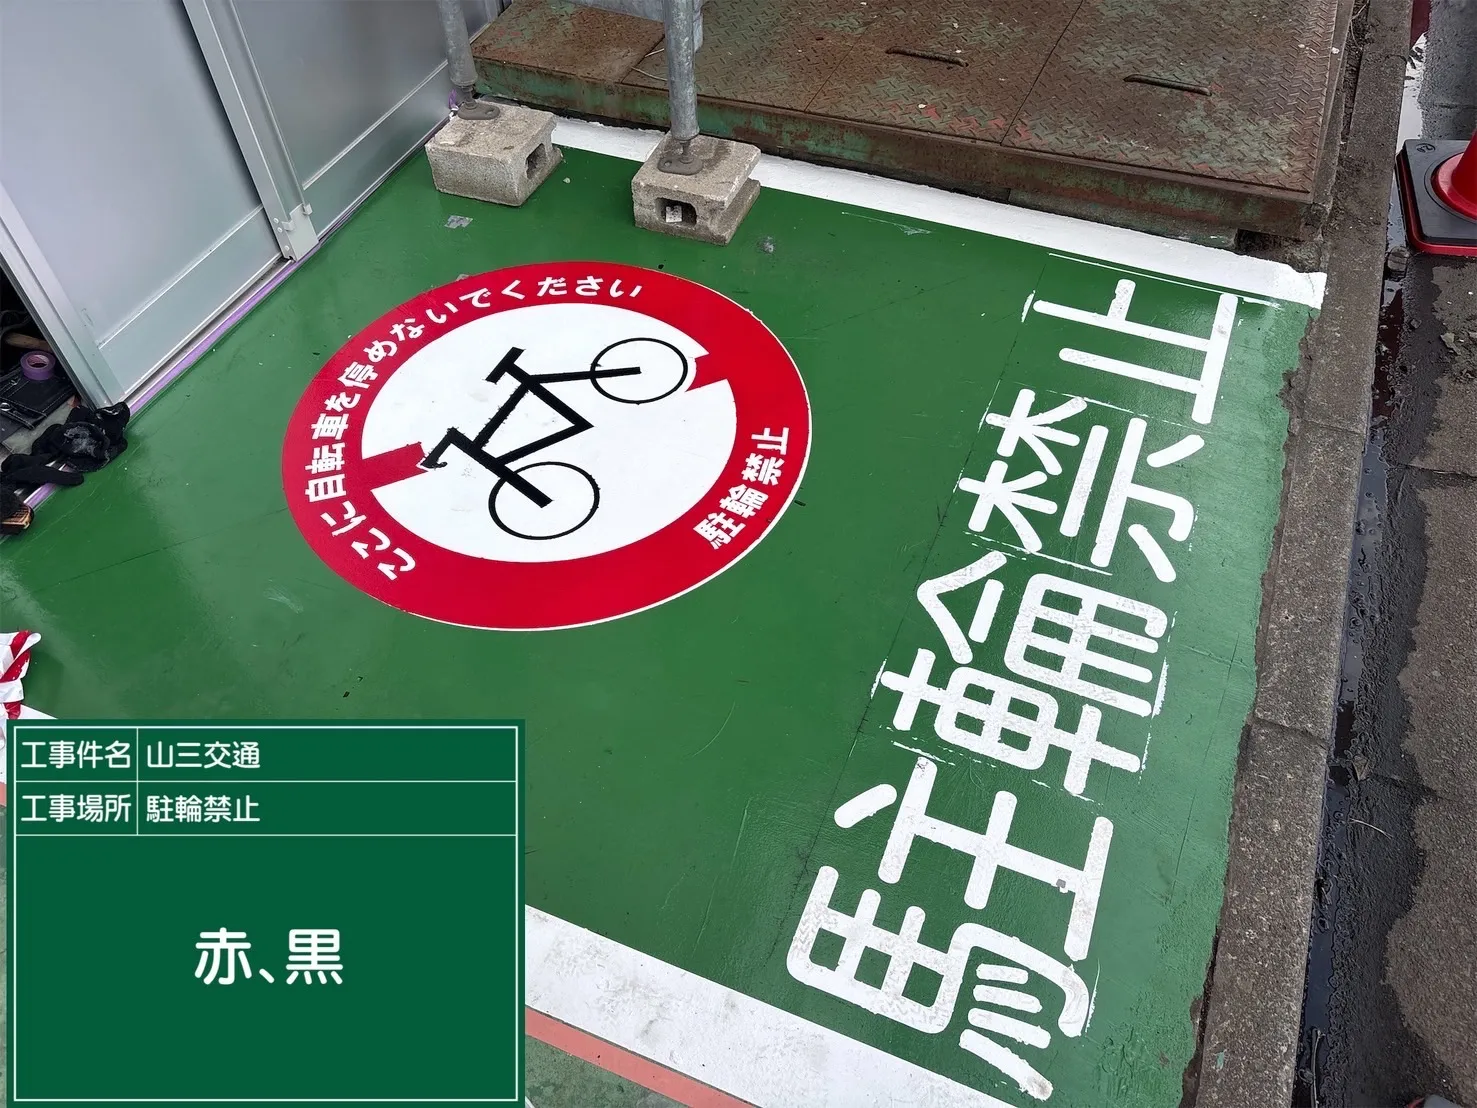 ここに自転車を停めないでください
駐輪禁止
駐輪禁止
工事件名 山三交通
工事場所 駐輪禁止
赤、黒